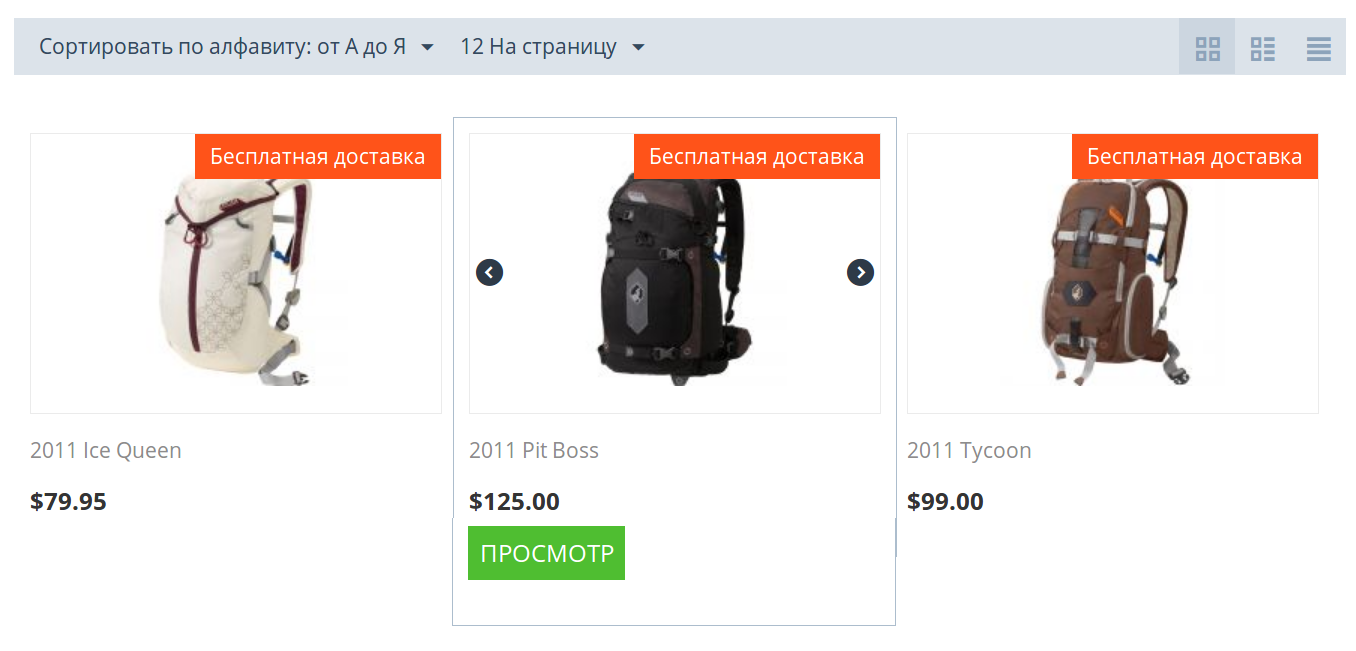 Сортировать по алфавиту: от А до Я
12 На страницу
Бесплатная доставка
Бесплатная доставка
Бесплатная доставка
2011 Ice Queen
2011 Pit Boss
2011 Tycoon
$79.95
$125.00
$99.00
ПРОСМОТР